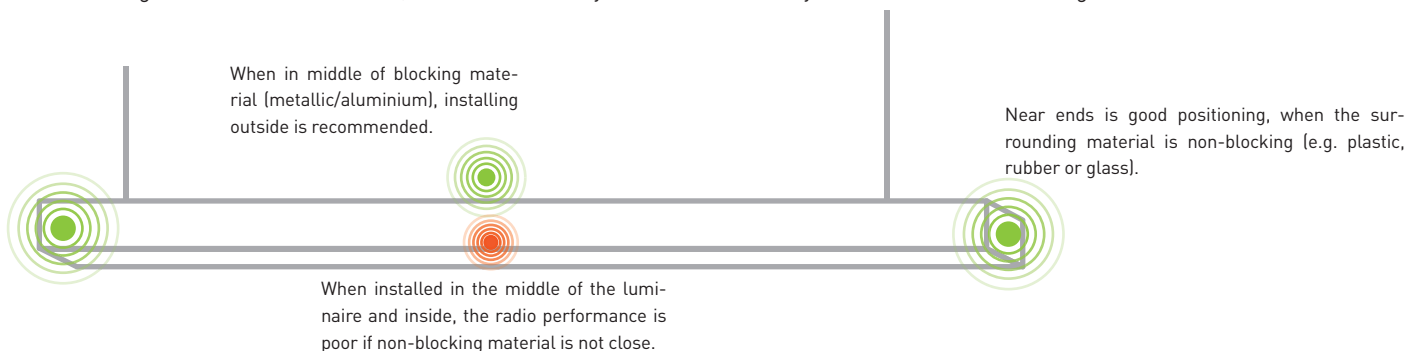 When in middle of blocking mate-
rial (metallic/aluminium), installing
outside is recommended.
Near ends is good positioning, when the sur-
rounding material is non-blocking (e.g. plastic,
rubber or glass).
When installed in the middle of the lumi-
naire and inside, the radio performance is
poor if non-blocking material is not close.